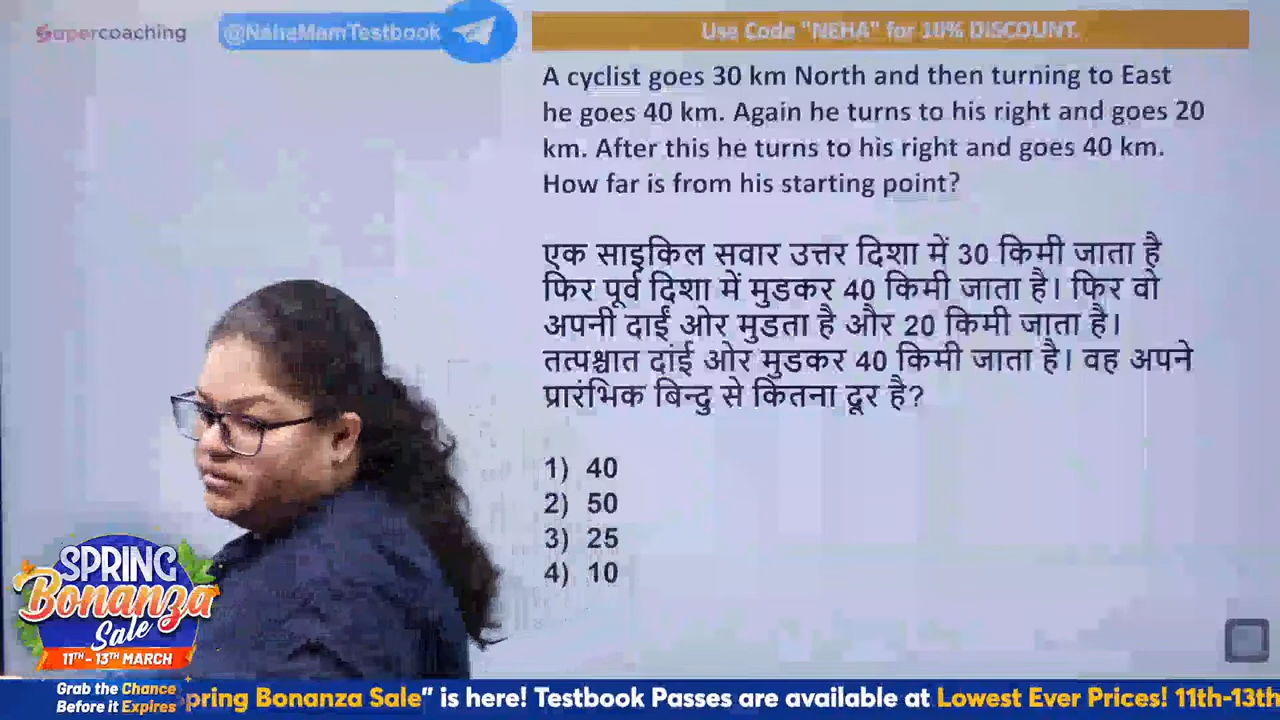 Supercoaching
@NehaMamTestbook
Use Code "NEHA" for 10% DISCOUNT.
A cyclist goes 30 km North and then turning to East
he goes 40 km. Again he turns to his right and goes 20
km. After this he turns to his right and goes 40 km.
How far is from his starting point?
एक साइकिल सवार उत्तर दिशा में 30 किमी जाता है
फिर पूर्व दिशा में मुडकर 40 किमी जाता है। फिर वो
अपनी दाईं ओर मुडता है और 20 किमी जाता है।
तत्पश्चात दांई ओर मुडकर 40 किमी जाता है। वह अपने
प्रारंभिक बिन्दु से कितना दूर है?
1) 40
2) 50
3) 25
4) 10
SPRING
Bonanza
Sale
11TH - 13TH MARCH
Grab the Chance
Before it Expires
pring Bonanza Sale" is here! Testbook Passes are available at Lowest Ever Prices! 11th-13th